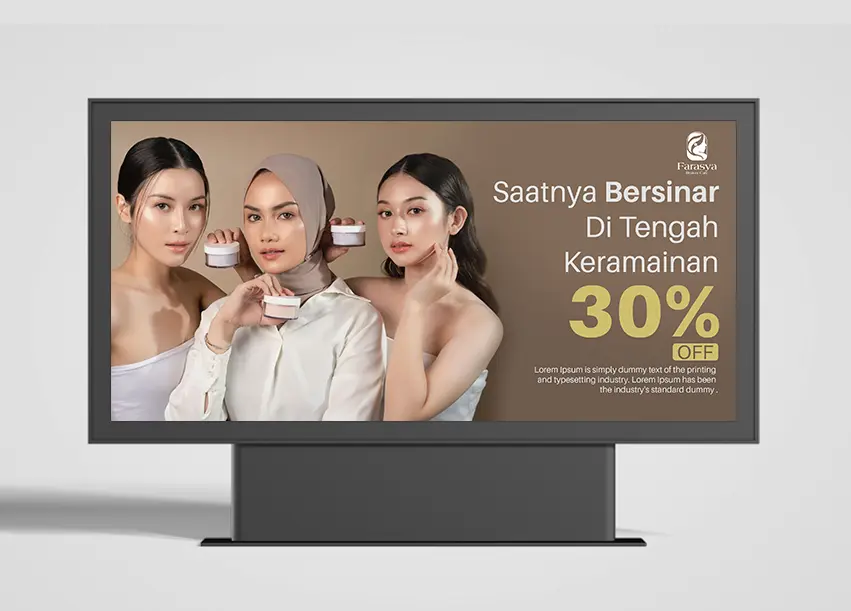 Farasya
Saatnya Bersinar
Di Tengah
Keramainan
30%
OFF
Lorem Ipsum is simply dummy text of the printing
and typesetting industry. Lorem Ipsum has been
the industry's standard dummy .